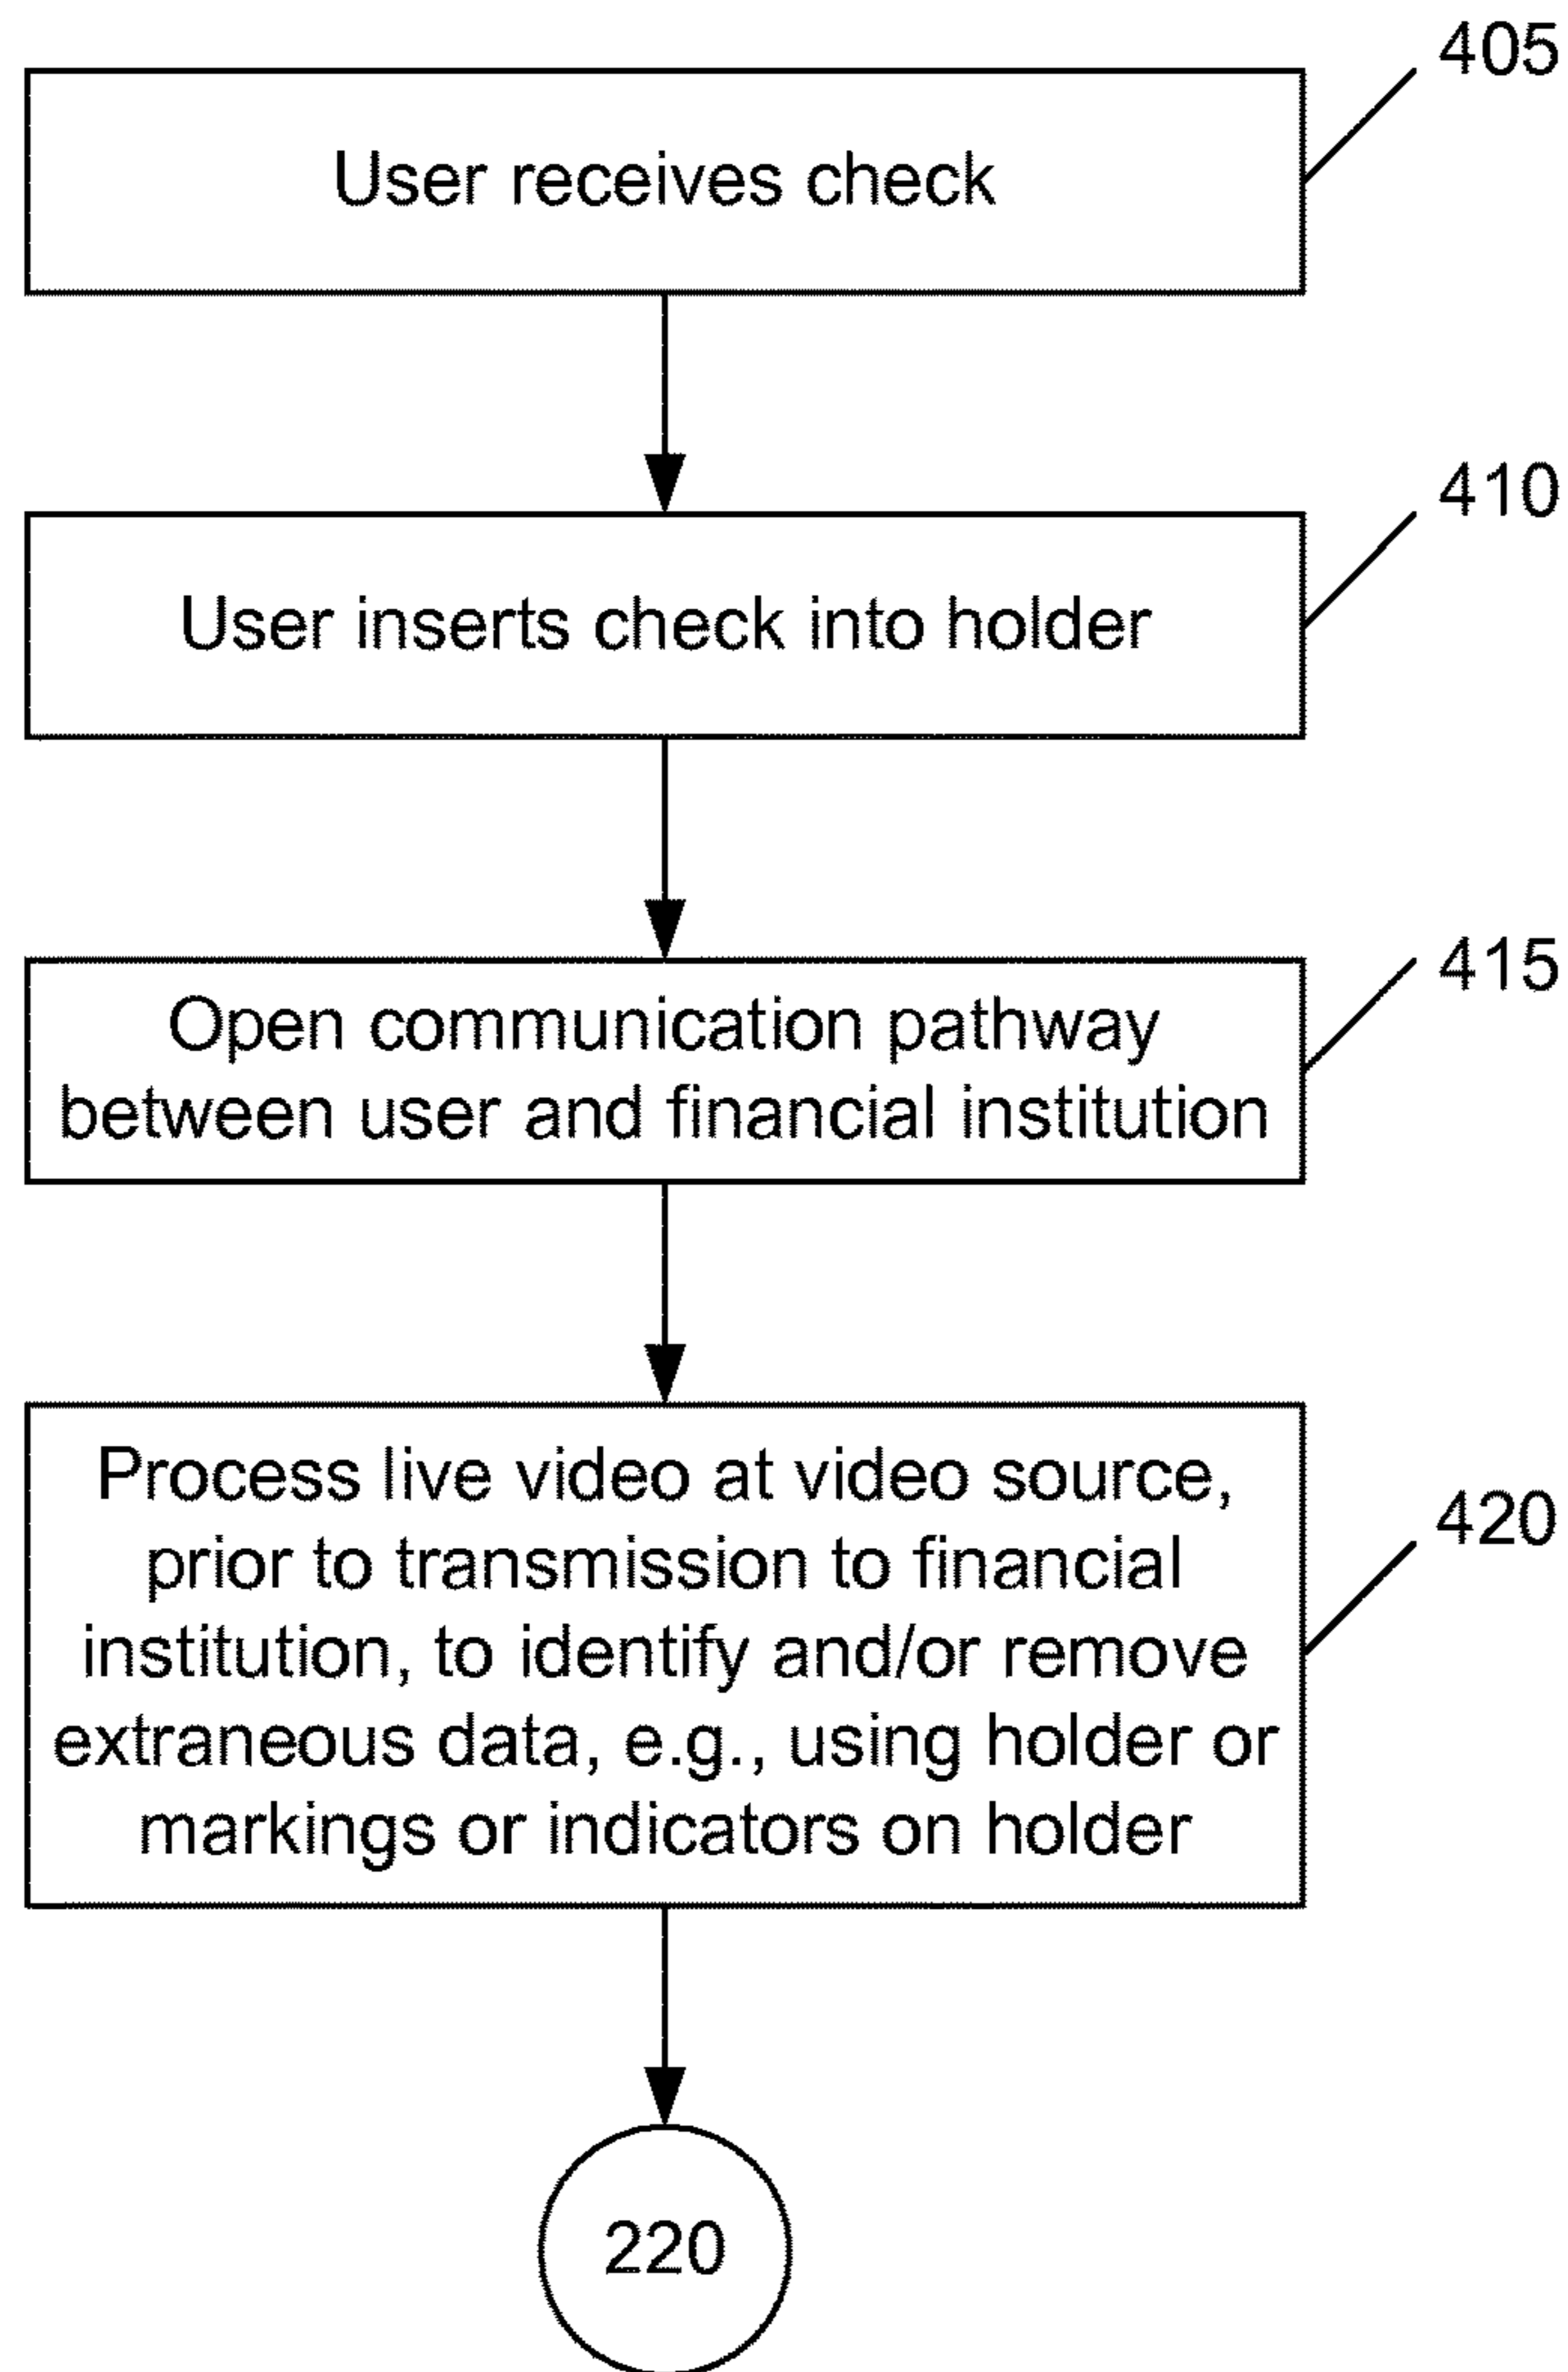 405
User receives check
410
User inserts check into holder
415
Open communication pathway
between user and financial institution
420
Process live video at video source,
prior to transmission to financial
institution, to identify and/or remove
extraneous data, e.g., using holder or
markings or indicators on holder
220